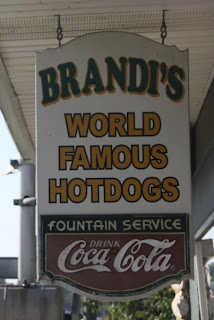 BRANDI'S
WORLD
FAMOUS
HOTDOGS
FOUNTAIN SERVICE
DRINK
Coca-Cola